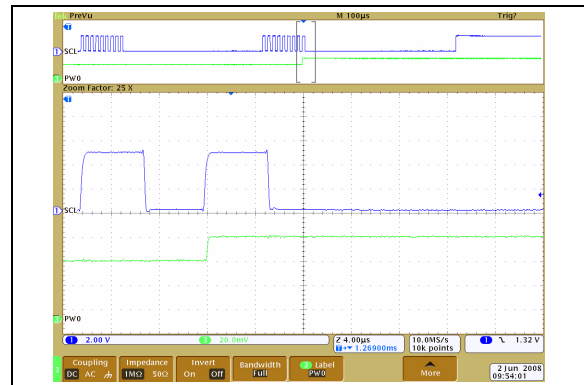 PreVu
M 100µs
Trig?
SCL
PW0
Zoom Factor: 25 X
SCL
PW0
1 2.00 V
3 20.0mV
Z 4.00µs
1.26900ms
10.0MS/s
10k points
1 1.32 V
Coupling
DC AC
Impedance
1MΩ 50Ω
Invert
On Off
Bandwidth
Full
3 Label
PW0
More
2 Jun 2008
09:54:01